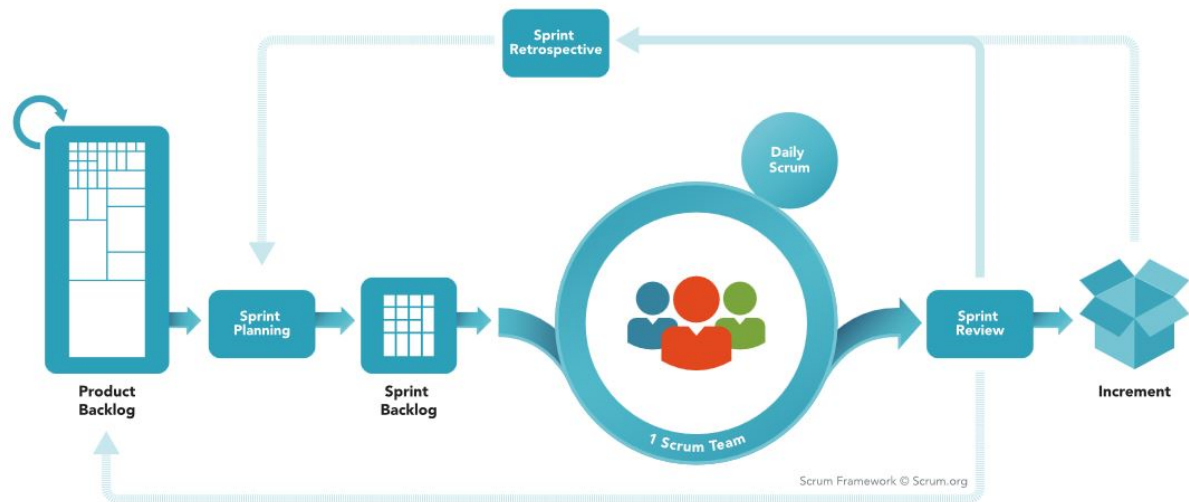 Sprint
Retrospective
Daily
Scrum
Sprint
Planning
Sprint
Review
Product
Backlog
Sprint
Backlog
Increment
1 Scrum Team
Scrum Framework © Scrum.org